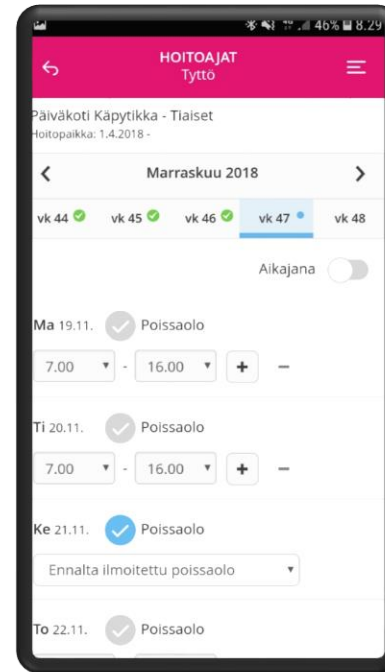 46% 8.29
HOITOAJAT
Tyttö
Päiväkoti Käpytikka - Tiaiset
Hoitopaikka: 1.4.2018 -
Marraskuu 2018
vk 44 vk 45 vk 46 vk 47 vk 48
Aikajana
Ma 19.11. Poissaolo
7.00 - 16.00 + -
Ti 20.11. Poissaolo
7.00 - 16.00 + -
Ke 21.11. Poissaolo
Ennalta ilmoitettu poissaolo
To 22.11. Poissaolo